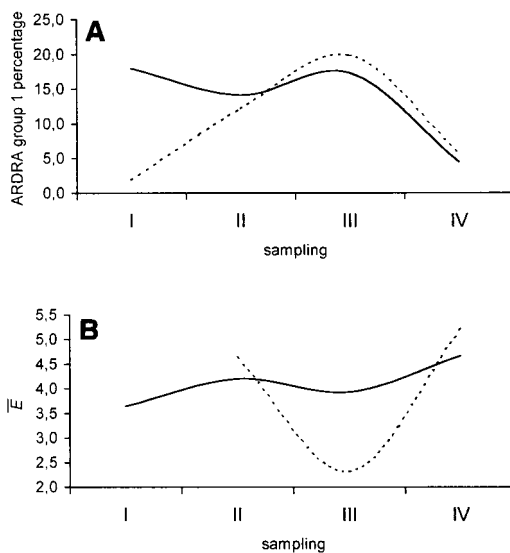 A
ARDRA group 1 percentage
25,0
20,0
15,0
10,0
5,0
0,0
I II III IV
sampling
B
E
5,5
5,0
4,5
4,0
3,5
3,0
2,5
2,0
I II III IV
sampling